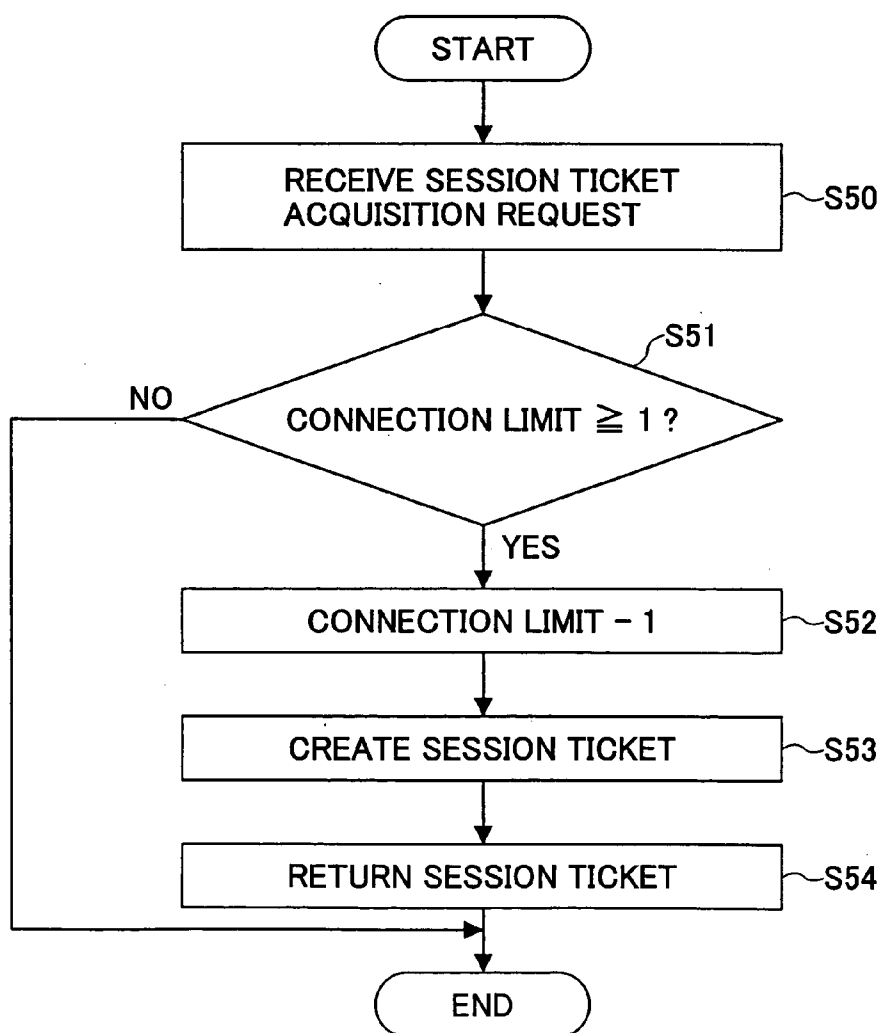 START
RECEIVE SESSION TICKET
ACQUISITION REQUEST
S50
S51
NO
CONNECTION LIMIT ≧ 1 ?
YES
CONNECTION LIMIT − 1
S52
CREATE SESSION TICKET
S53
RETURN SESSION TICKET
S54
END